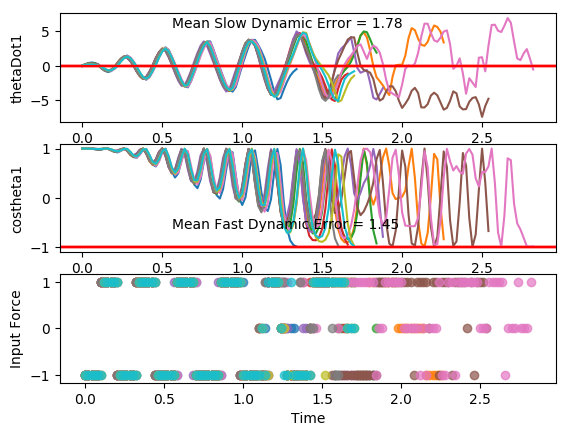 Mean Slow Dynamic Error = 1.78
thetaDot1
5
0
−5
0.0 0.5 1.0 1.5 2.0 2.5
costheta1
1
0
−1
Mean Fast Dynamic Error = 1.45
0.0 0.5 1.0 1.5 2.0 2.5
Input Force
1
0
−1
0.0 0.5 1.0 1.5 2.0 2.5
Time